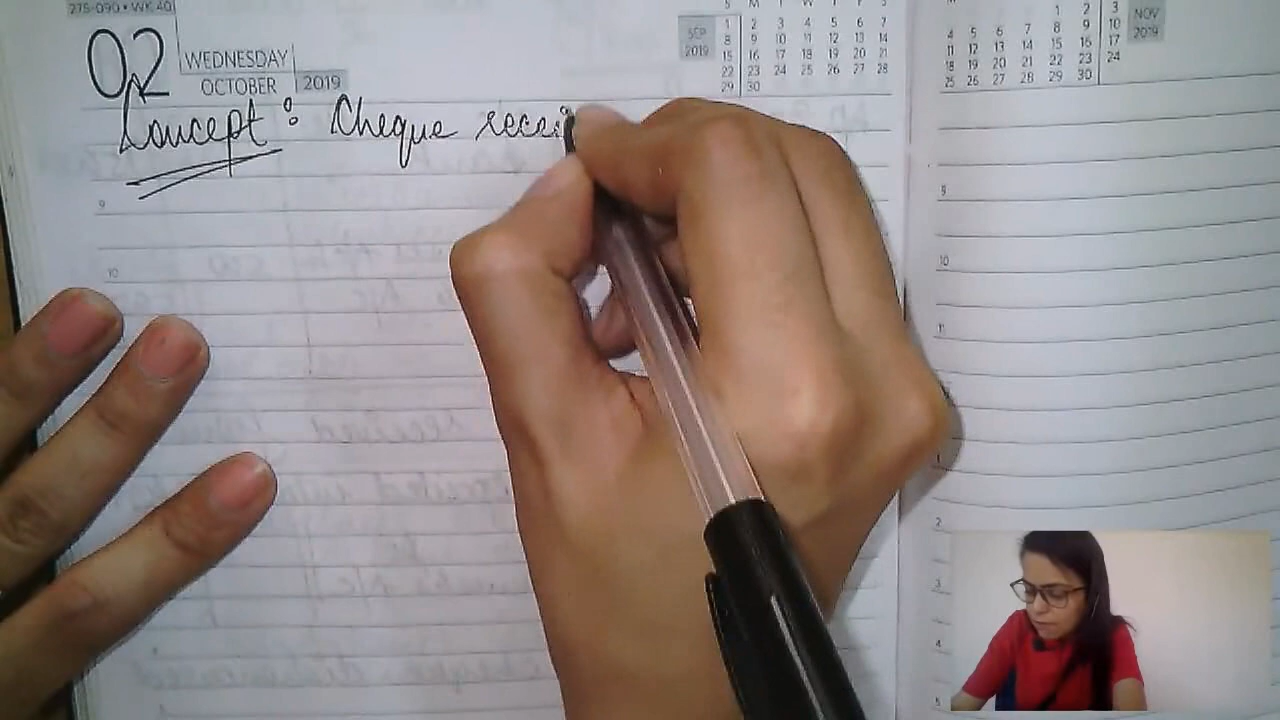 275-090 • WK 40
02
WEDNESDAY
OCTOBER 2019
Concept : Cheque recei
SEP
2019
1 2 3 4 5 6 7
8 9 10 11 12 13 14
15 16 17 18 19 20 21
22 23 24 25 26 27 28
29 30
NOV
2019
1 2 3
4 5 6 7 8 9 10
11 12 13 14 15 16 17
18 19 20 21 22 23 24
25 26 27 28 29 30
9
10
9
10
11
1
2
3
4
5